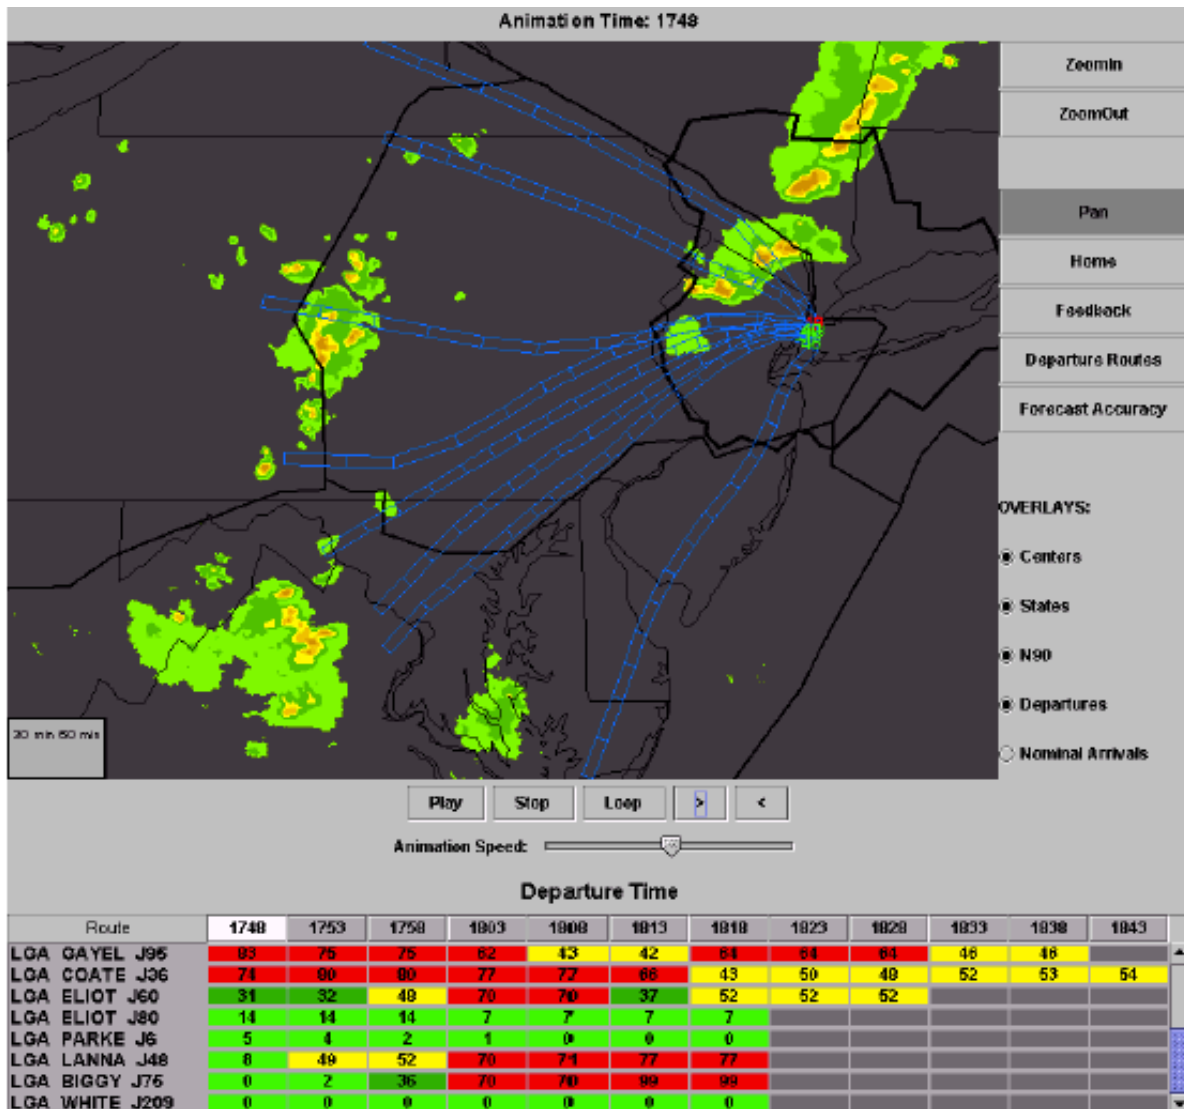 Animation Time: 1748
ZoomIn
ZoomOut
Pan
Home
Feedback
Departure Routes
Forecast Accuracy
OVERLAYS:
Centers
States
N90
Departures
Nominal Arrivals
30 min 60 min
Play Stop Loop > <
Animation Speed:
Departure Time
Route 1748 1753 1758 1803 1808 1813 1818 1823 1828 1833 1838 1843
LGA GAYEL J95 83 75 75 62 43 42 64 64 64 46 46
LGA COATE J36 74 80 80 77 77 66 43 50 48 52 53 54
LGA ELIOT J60 31 32 48 70 70 37 52 52 52
LGA ELIOT J80 14 14 14 7 7 7 7
LGA PARKE J6 5 4 2 1 0 0 0
LGA LANNA J48 8 49 52 70 71 77 77
LGA BIGGY J75 0 2 36 70 70 99 99
LGA WHITE J209 0 0 0 0 0 0 0